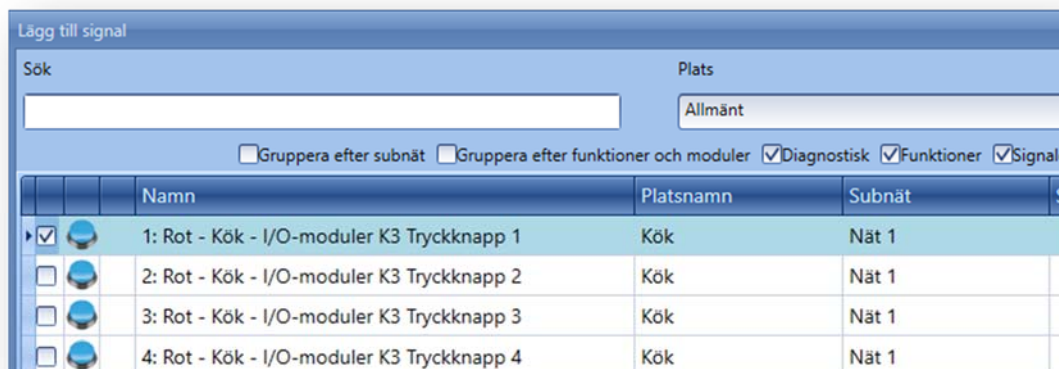 Lägg till signal
Sök Plats
Allmänt
Gruppera efter subnät Gruppera efter funktioner och moduler Diagnostisk Funktioner Signal
Namn Platsnamn Subnät
1: Rot - Kök - I/O-moduler K3 Tryckknapp 1 Kök Nät 1
2: Rot - Kök - I/O-moduler K3 Tryckknapp 2 Kök Nät 1
3: Rot - Kök - I/O-moduler K3 Tryckknapp 3 Kök Nät 1
4: Rot - Kök - I/O-moduler K3 Tryckknapp 4 Kök Nät 1